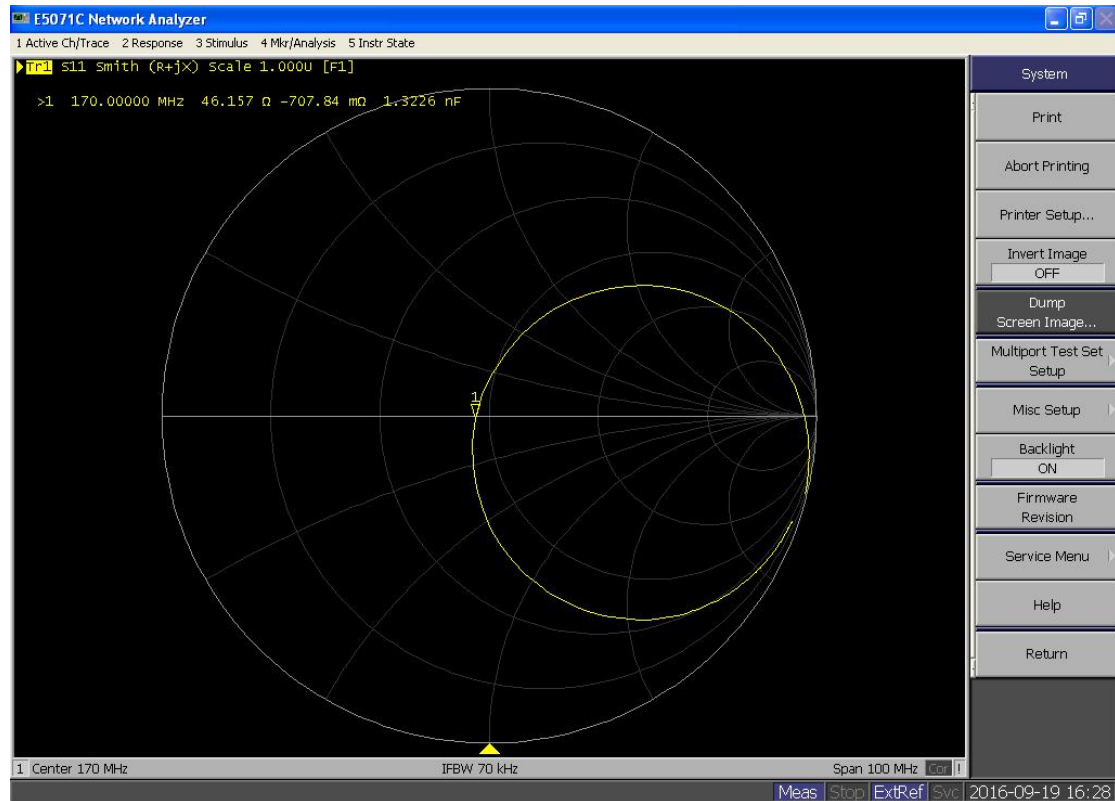 E5071C Network Analyzer
1 Active Ch/Trace 2 Response 3 Stimulus 4 Mkr/Analysis 5 Instr State
Tr1 S11 Smith (R+jX) Scale 1.000U [F1]
>1 170.00000 MHz 46.157 Ω -707.84 mΩ 1.3226 nF
1
System
Print
Abort Printing
Printer Setup...
Invert Image
OFF
Dump
Screen Image...
Multiport Test Set
Setup
Misc Setup
Backlight
ON
Firmware
Revision
Service Menu
Help
Return
1 Center 170 MHz IFBW 70 kHz Span 100 MHz Cor !
Meas Stop ExtRef Svc 2016-09-19 16:28